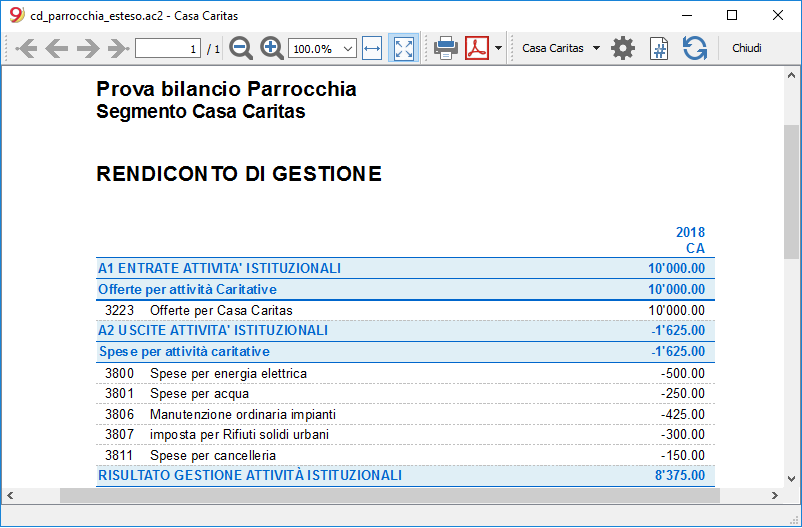 cd_parrocchia_esteso.ac2 - Casa Caritas
1 / 1 100.0% Casa Caritas # Chiudi
Prova bilancio Parrocchia
Segmento Casa Caritas
RENDICONTO DI GESTIONE
2018
CA
A1 ENTRATE ATTIVITA' ISTITUZIONALI 10'000.00
Offerte per attività Caritative 10'000.00
3223 Offerte per Casa Caritas 10'000.00
A2 USCITE ATTIVITA' ISTITUZIONALI -1'625.00
Spese per attività caritative -1'625.00
3800 Spese per energia elettrica -500.00
3801 Spese per acqua -250.00
3806 Manutenzione ordinaria impianti -425.00
3807 imposta per Rifiuti solidi urbani -300.00
3811 Spese per cancelleria -150.00
RISULTATO GESTIONE ATTIVITÀ ISTITUZIONALI 8'375.00